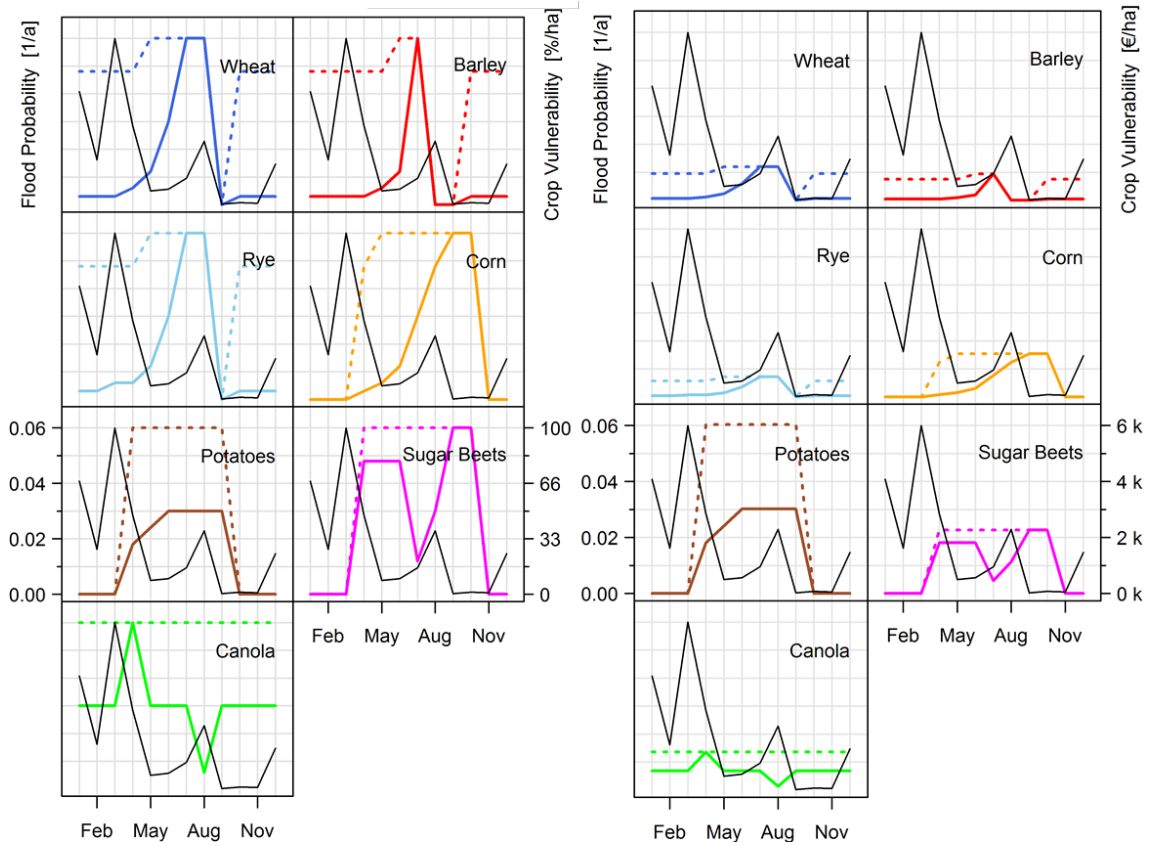 Flood Probability [1/a]
Wheat
Barley
Crop Vulnerability [%/ha]
Rye
Corn
Potatoes
Sugar Beets
0.06
0.04
0.02
0.00
100
66
33
0
Canola
Feb May Aug Nov
Feb May Aug Nov
Flood Probability [1/a]
Wheat
Barley
Crop Vulnerability [€/ha]
Rye
Corn
Potatoes
Sugar Beets
0.06
0.04
0.02
0.00
6 k
4 k
2 k
0 k
Canola
Feb May Aug Nov
Feb May Aug Nov